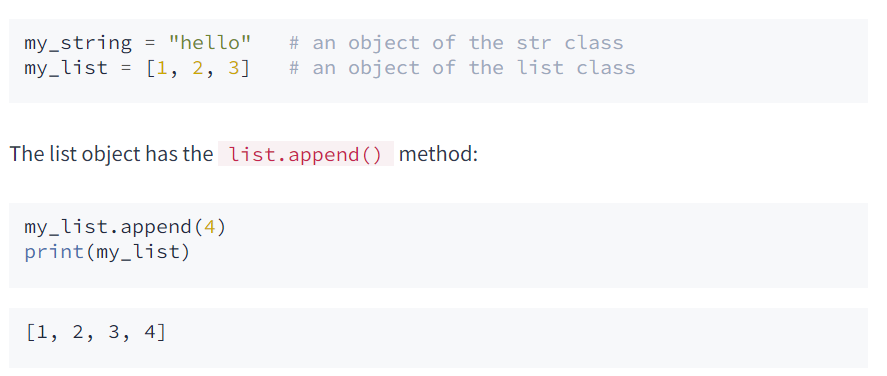 my_string = "hello"   # an object of the str class
my_list = [1, 2, 3]   # an object of the list class
The list object has the list.append() method:
my_list.append(4)
print(my_list)
[1, 2, 3, 4]